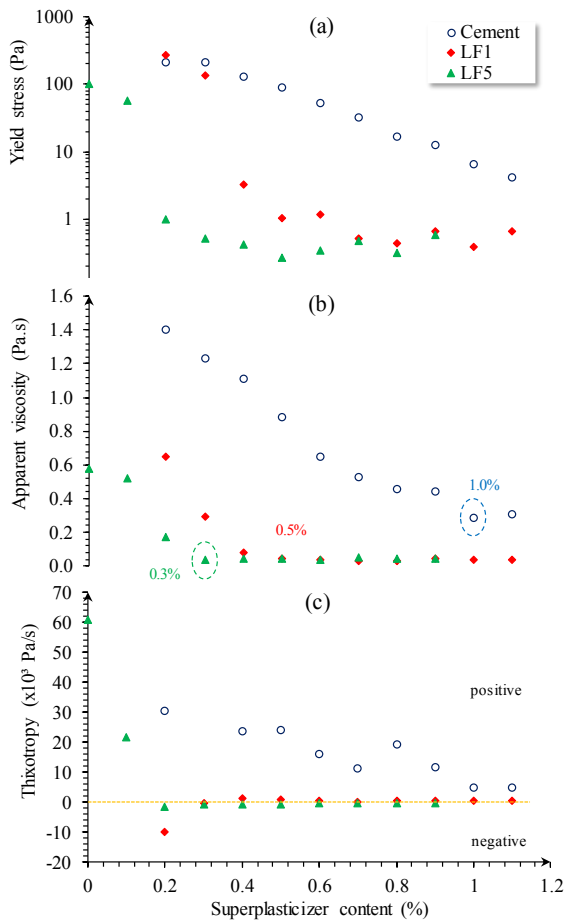 (a)
Cement
LF1
LF5
Yield stress (Pa)
1000
100
10
1
(b)
Apparent viscosity (Pa.s)
1.6
1.4
1.2
1.0
0.8
0.6
0.4
0.2
0.0
1.0%
0.5%
0.3%
(c)
Thixotropy (x10³ Pa/s)
70
60
50
40
30
20
10
0
-10
-20
positive
negative
0 0.2 0.4 0.6 0.8 1 1.2
Superplasticizer content (%)